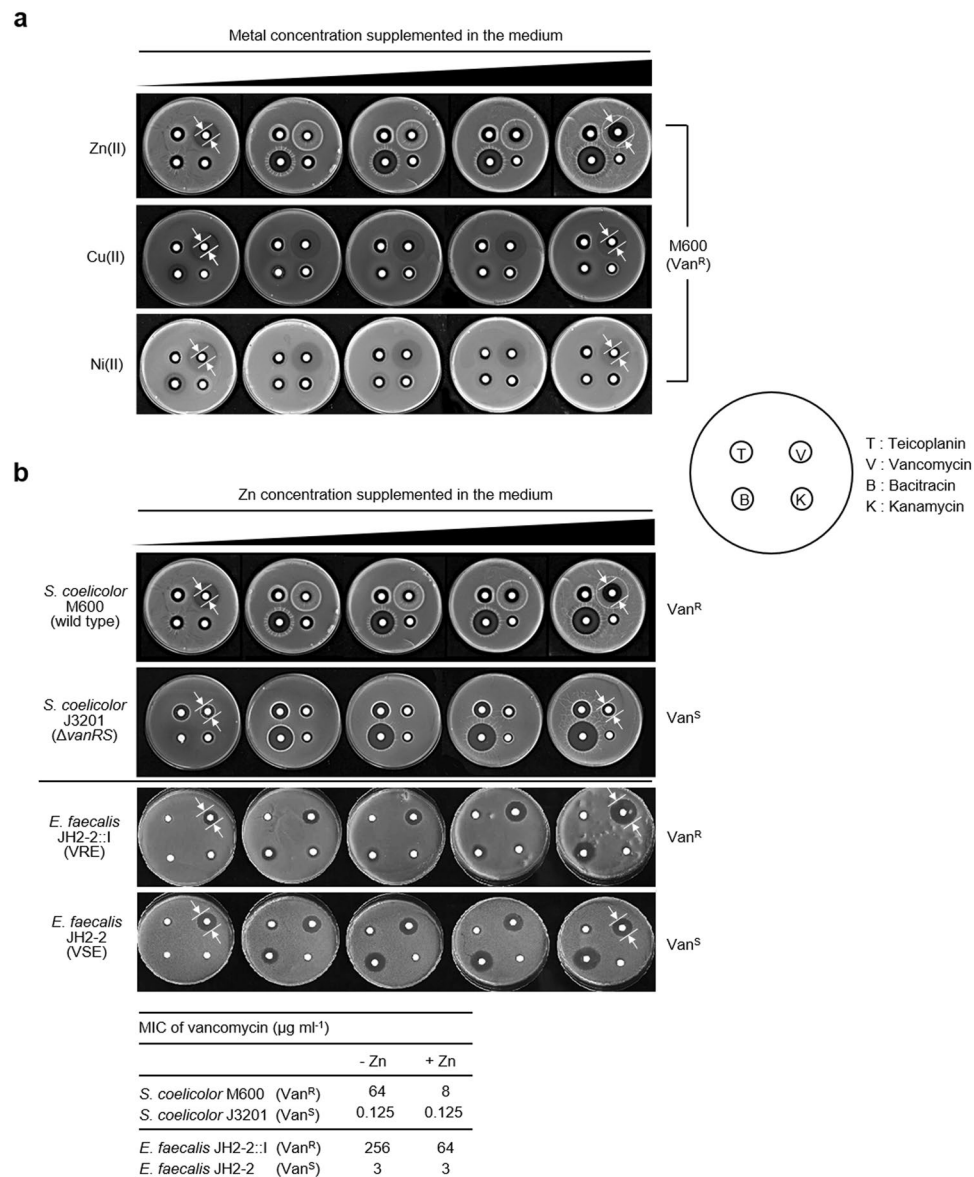 a
Metal concentration supplemented in the medium
Zn(II)
Cu(II)
Ni(II)
M600
(Vanᴿ)
T
V
B
K
T : Teicoplanin
V : Vancomycin
B : Bacitracin
K : Kanamycin
b
Zn concentration supplemented in the medium
S. coelicolor
M600
(wild type)
Vanᴿ
S. coelicolor
J3201
(ΔvanRS)
Vanˢ
E. faecalis
JH2-2::I
(VRE)
Vanᴿ
E. faecalis
JH2-2
(VSE)
Vanˢ
MIC of vancomycin (µg ml⁻¹)
- Zn + Zn
S. coelicolor M600 (Vanᴿ) 64 8
S. coelicolor J3201 (Vanˢ) 0.125 0.125
E. faecalis JH2-2::I (Vanᴿ) 256 64
E. faecalis JH2-2 (Vanˢ) 3 3